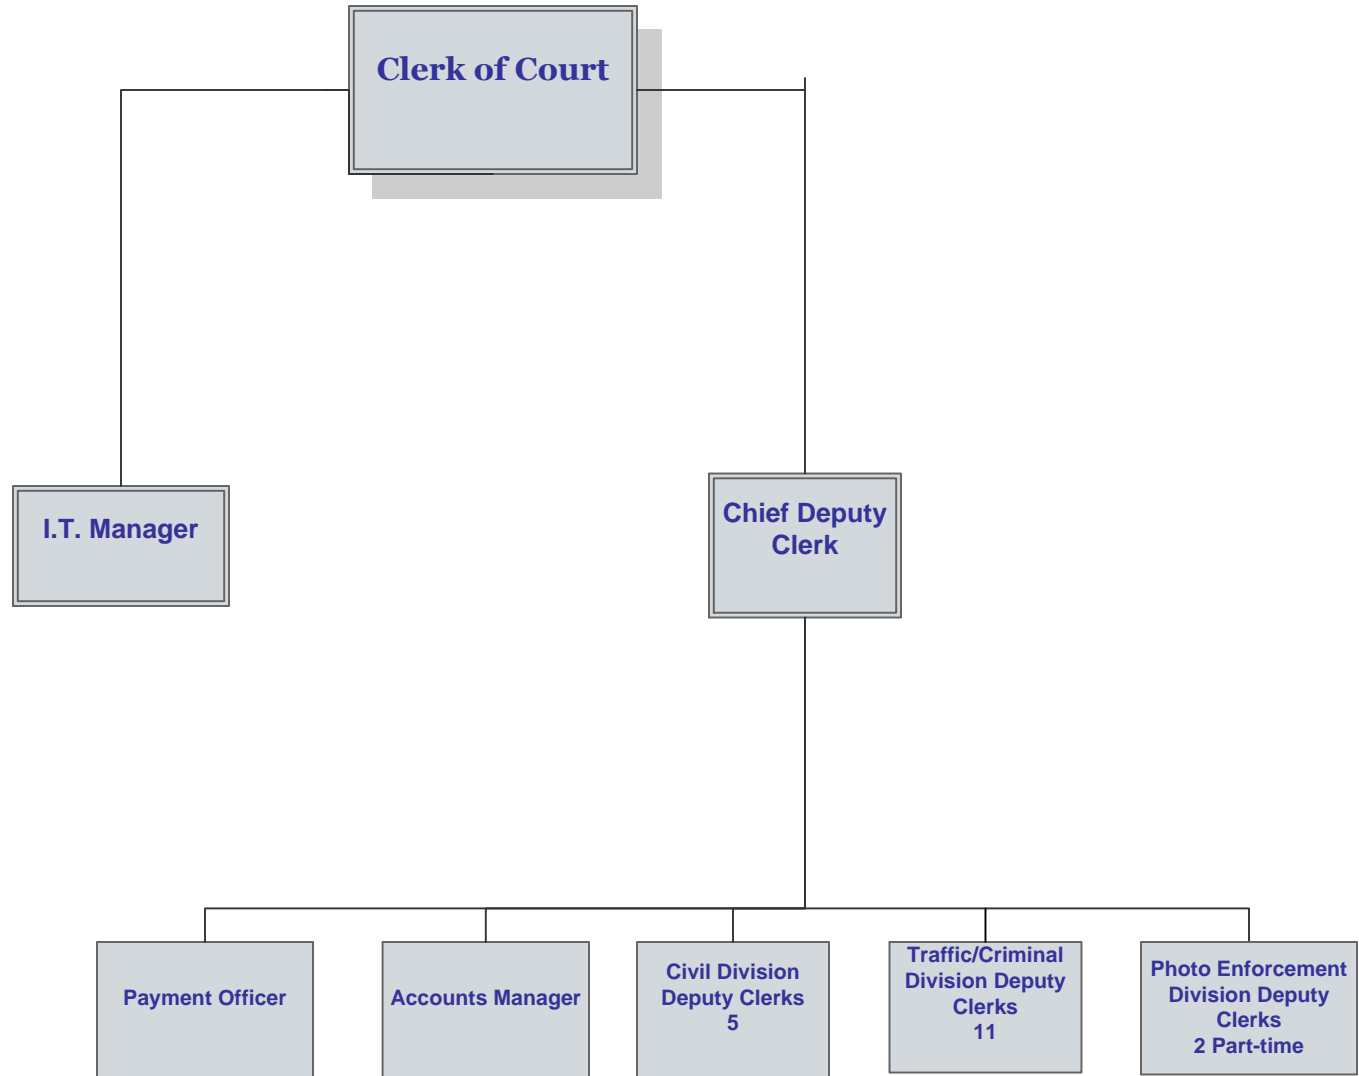 Clerk of Court
I.T. Manager
Chief Deputy
Clerk
Payment Officer
Accounts Manager
Civil Division
Deputy Clerks
5
Traffic/Criminal
Division Deputy
Clerks
11
Photo Enforcement
Division Deputy
Clerks
2 Part-time